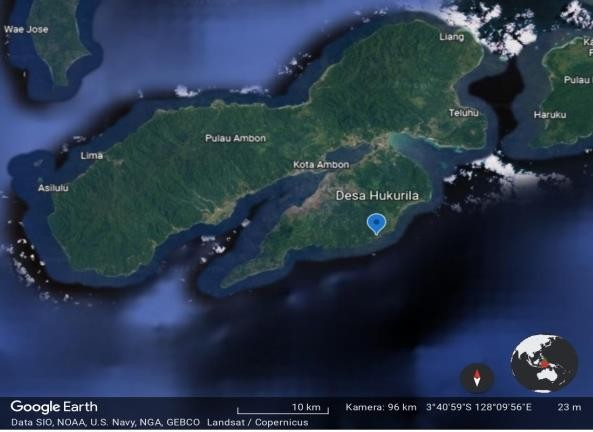 Wae Jose
Liang
Ka
P
Pulau
Teluhu
Haruku
Pulau Ambon
Lima
Kota Ambon
Asilulu
Desa Hukurila
Google Earth
10 km
Kamera: 96 km 3°40'59"S 128°09'56"E 23 m
Data SIO, NOAA, U.S. Navy, NGA, GEBCO Landsat / Copernicus